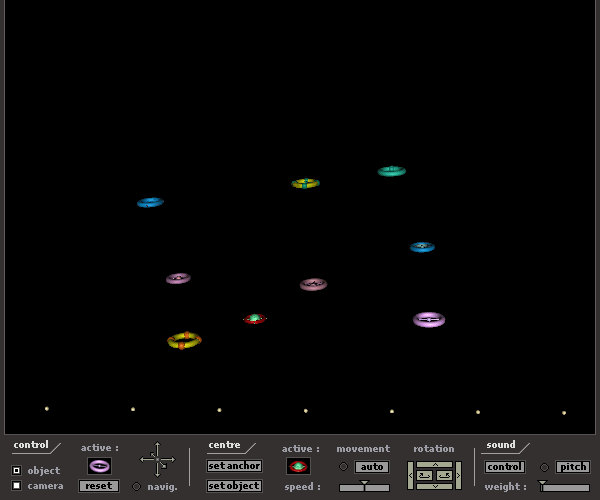 control
active :
object
camera
reset
navig.
centre
set anchor
set object
active :
speed :
movement
auto
rotation
sound
control
pitch
weight :